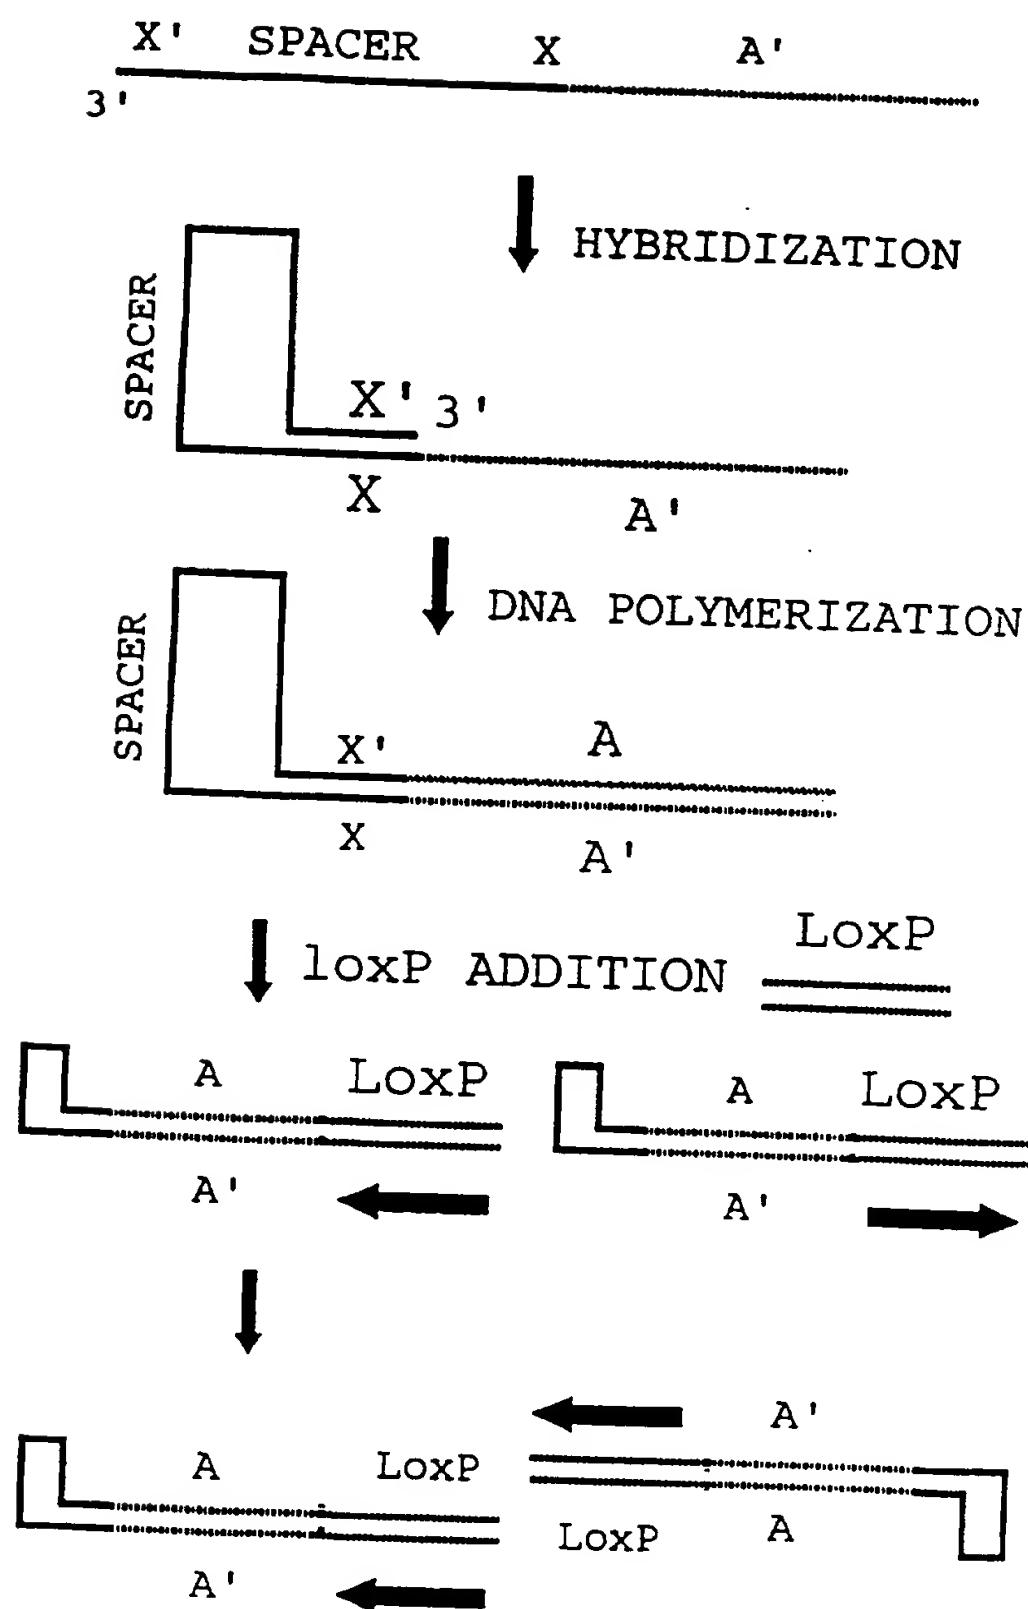 X' SPACER X A'
3'
HYBRIDIZATION
SPACER
X' 3'
X
A'
DNA POLYMERIZATION
SPACER
X' A
X A'
LoxP
loxP ADDITION
A LoxP A LoxP
A' A'
A'
A LoxP
LoxP A
A'